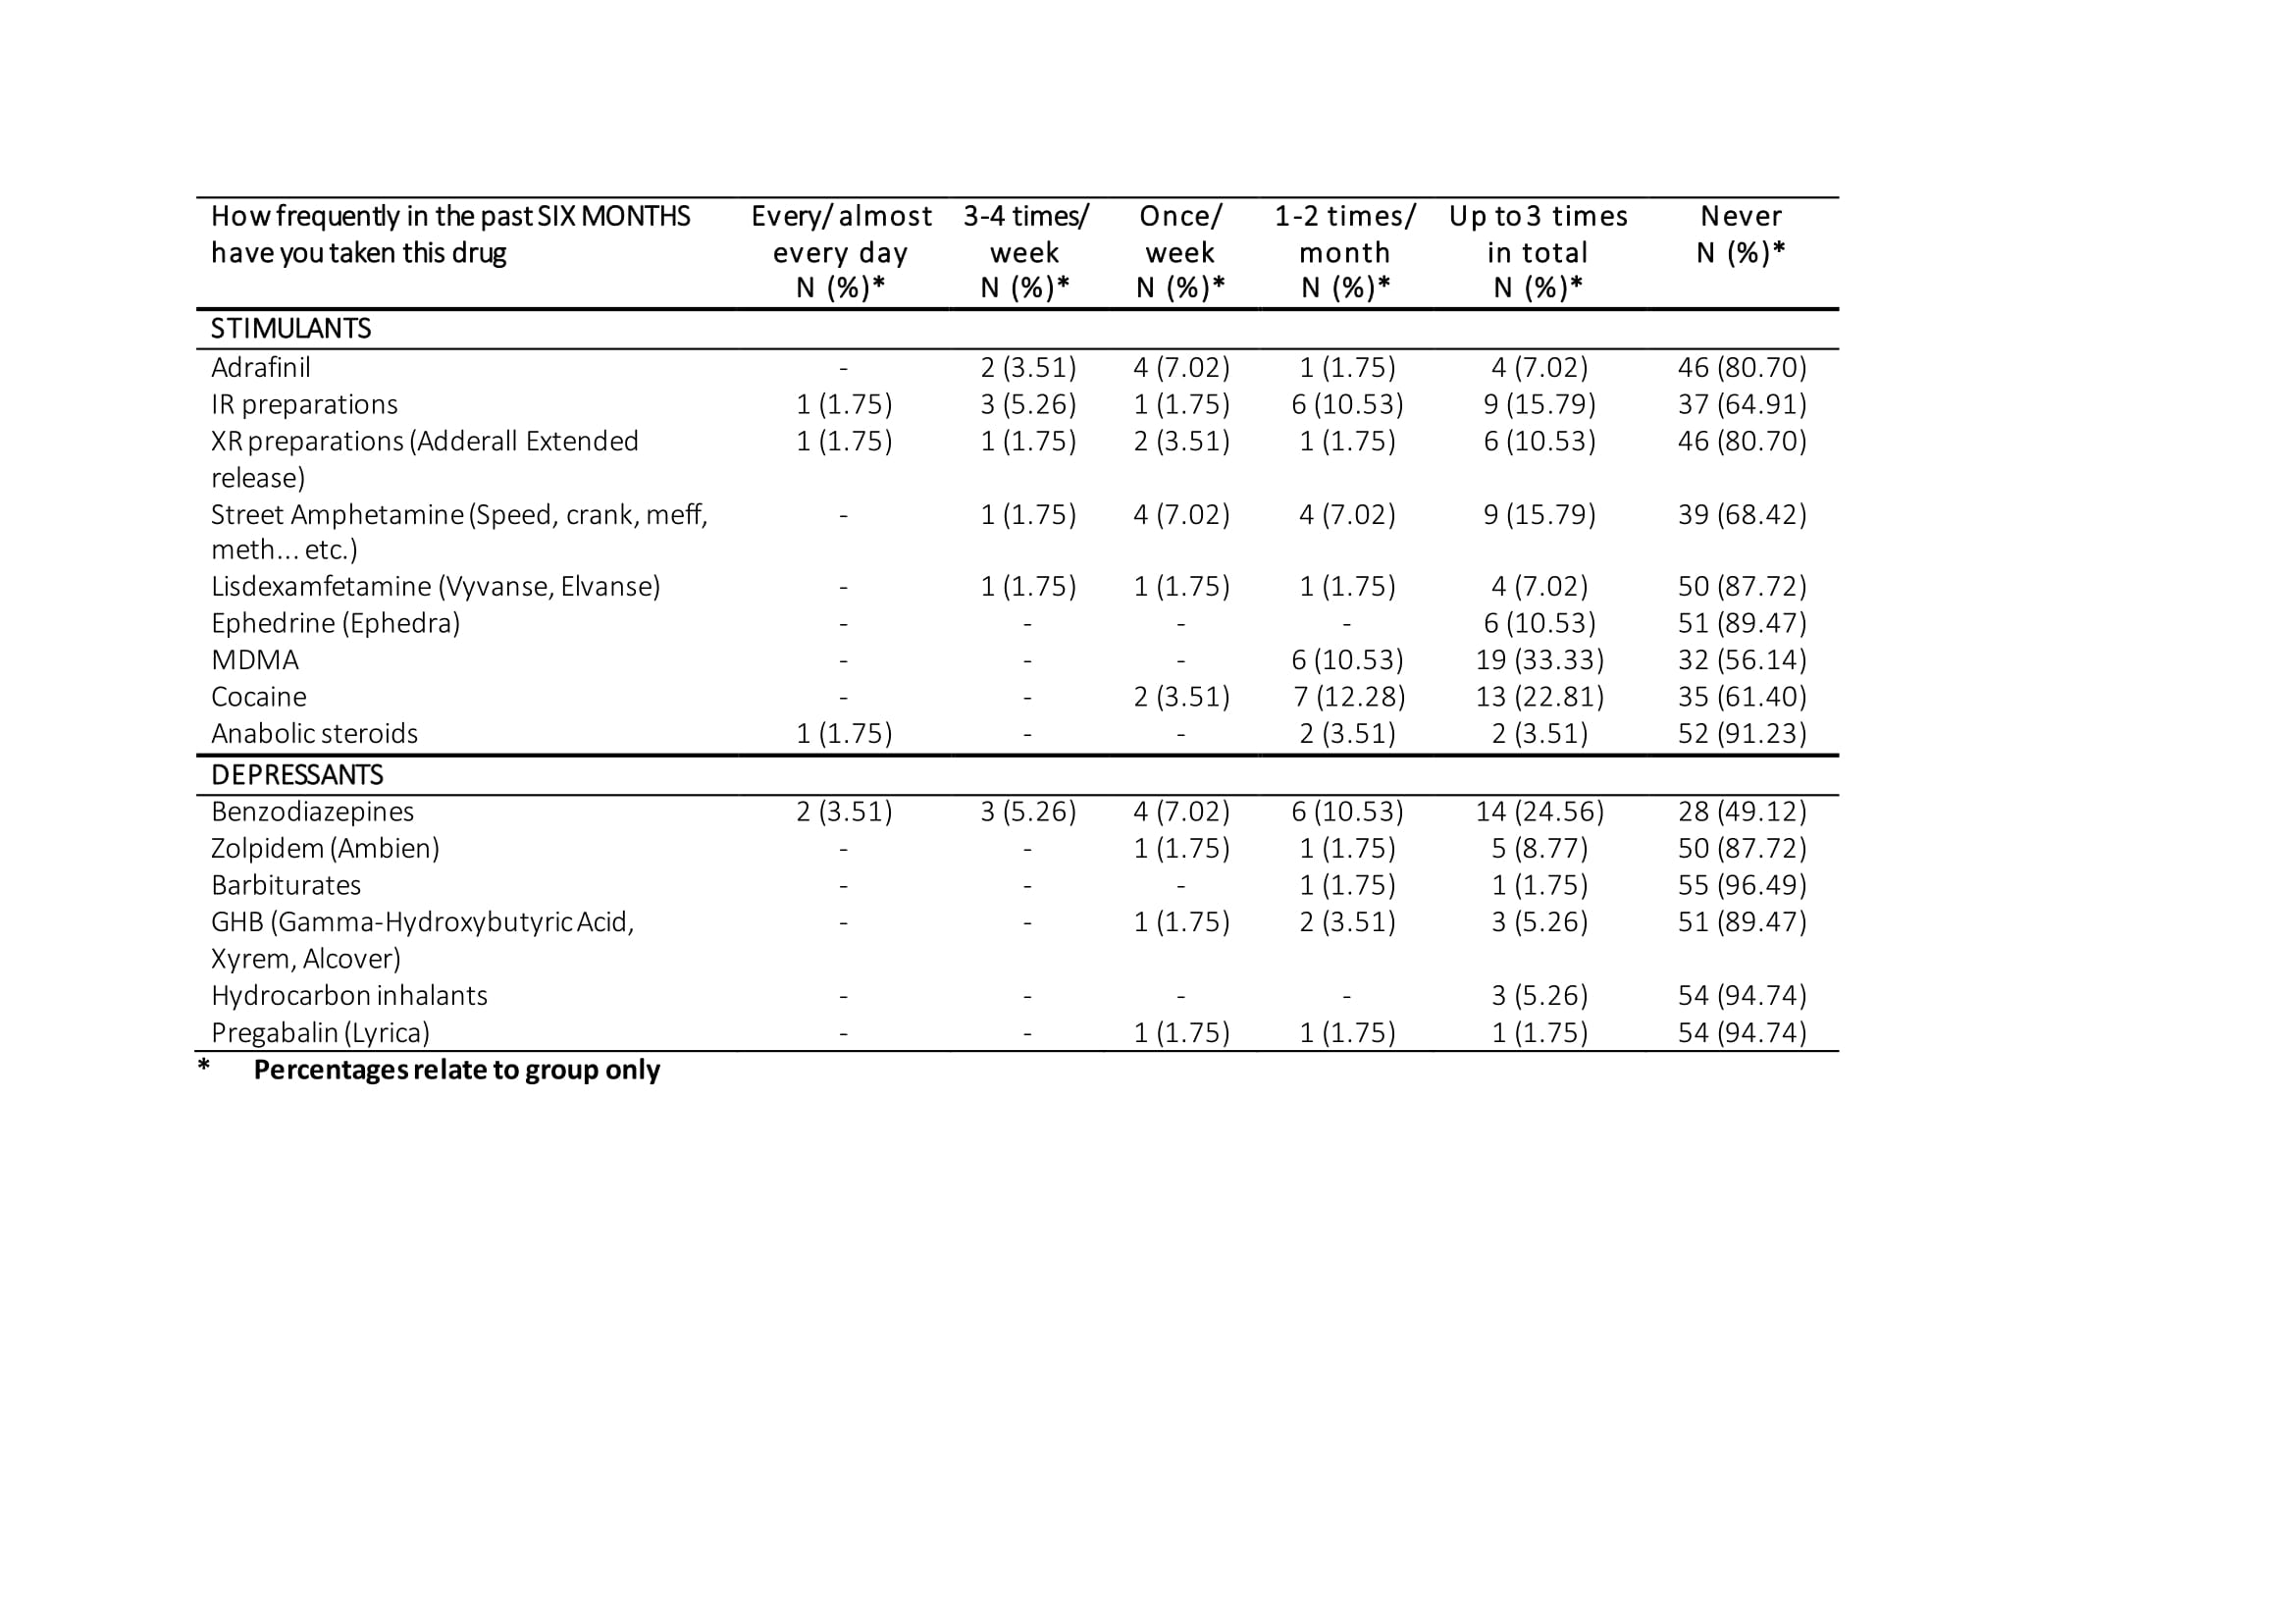 How frequently in the past SIX MONTHS Every/ almost 3-4 times/ Once/ 1-2 times/ Up to 3 times Never
have you taken this drug every day week week month in total N (%)*
N (%)* N (%)* N (%)* N (%)* N (%)*
STIMULANTS
Adrafinil - 2 (3.51) 4 (7.02) 1 (1.75) 4 (7.02) 46 (80.70)
IR preparations 1 (1.75) 3 (5.26) 1 (1.75) 6 (10.53) 9 (15.79) 37 (64.91)
XR preparations (Adderall Extended 1 (1.75) 1 (1.75) 2 (3.51) 1 (1.75) 6 (10.53) 46 (80.70)
release)
Street Amphetamine (Speed, crank, meff, - 1 (1.75) 4 (7.02) 4 (7.02) 9 (15.79) 39 (68.42)
meth... etc.)
Lisdexamfetamine (Vyvanse, Elvanse) - 1 (1.75) 1 (1.75) 1 (1.75) 4 (7.02) 50 (87.72)
Ephedrine (Ephedra) - - - - 6 (10.53) 51 (89.47)
MDMA - - - 6 (10.53) 19 (33.33) 32 (56.14)
Cocaine - - 2 (3.51) 7 (12.28) 13 (22.81) 35 (61.40)
Anabolic steroids 1 (1.75) - - 2 (3.51) 2 (3.51) 52 (91.23)
DEPRESSANTS
Benzodiazepines 2 (3.51) 3 (5.26) 4 (7.02) 6 (10.53) 14 (24.56) 28 (49.12)
Zolpidem (Ambien) - - 1 (1.75) 1 (1.75) 5 (8.77) 50 (87.72)
Barbiturates - - - 1 (1.75) 1 (1.75) 55 (96.49)
GHB (Gamma-Hydroxybutyric Acid, - - 1 (1.75) 2 (3.51) 3 (5.26) 51 (89.47)
Xyrem, Alcover)
Hydrocarbon inhalants - - - - 3 (5.26) 54 (94.74)
Pregabalin (Lyrica) - - 1 (1.75) 1 (1.75) 1 (1.75) 54 (94.74)
* Percentages relate to group only